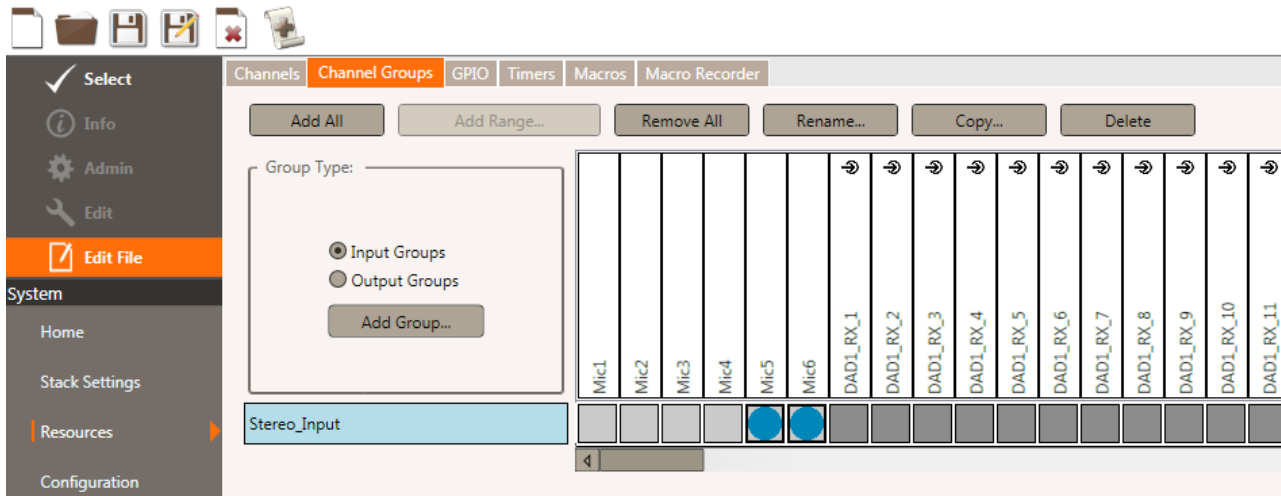 Select
Info
Admin
Edit
Edit File
System
Home
Stack Settings
Resources
Configuration
Channels Channel Groups GPIO Timers Macros Macro Recorder
Add All Add Range... Remove All Rename... Copy... Delete
Group Type:
Input Groups
Output Groups
Add Group...
Mic1 Mic2 Mic3 Mic4 Mic5 Mic6 DAD1_RX_1 DAD1_RX_2 DAD1_RX_3 DAD1_RX_4 DAD1_RX_5 DAD1_RX_6 DAD1_RX_7 DAD1_RX_8 DAD1_RX_9 DAD1_RX_10 DAD1_RX_11
Stereo_Input